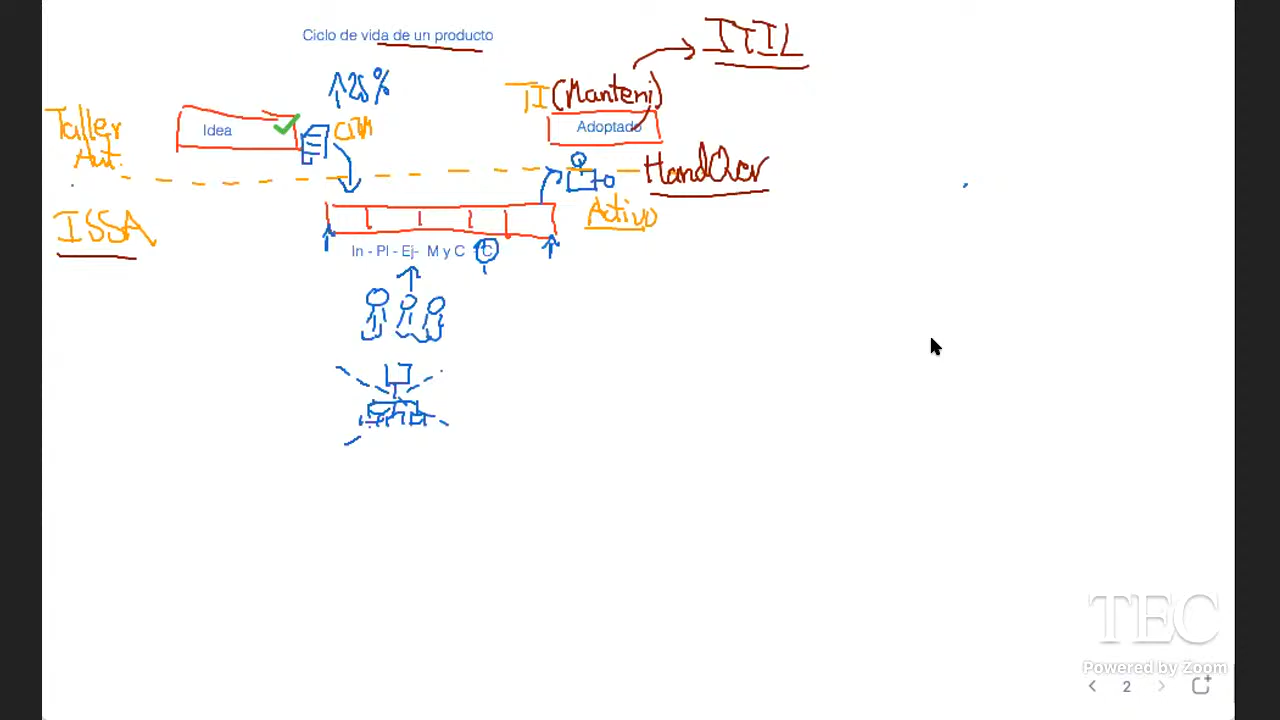 Ciclo de vida de un producto
ITIL
↑25%
TI (Manteni)
Taller
Aut.
Idea
CRM
Adoptado
HandOver
ISSA
Activo
In - Pl - Ej- M y C - C
TEC
Powered by Zoom
2